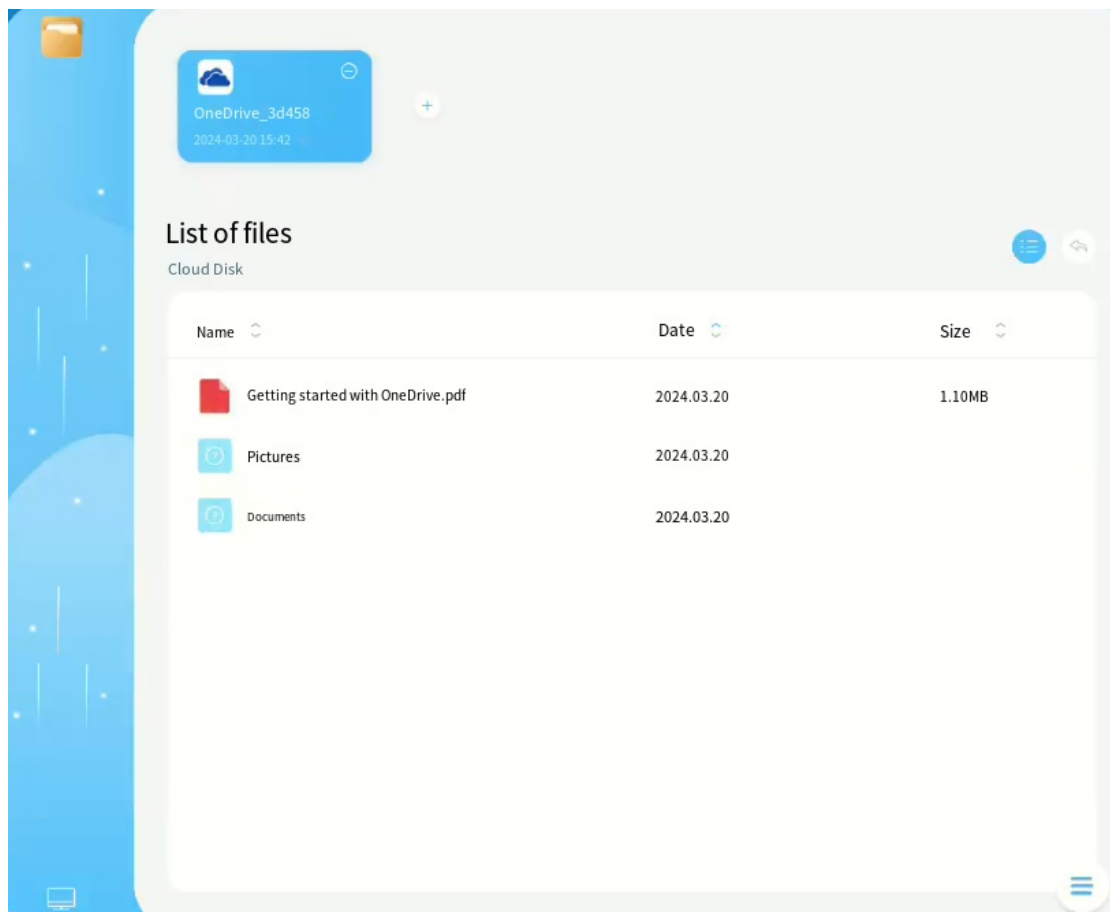 OneDrive_3d458
2024-03-20 15:42
List of files
Cloud Disk
Name Date Size
Getting started with OneDrive.pdf 2024.03.20 1.10MB
Pictures 2024.03.20
Documents 2024.03.20